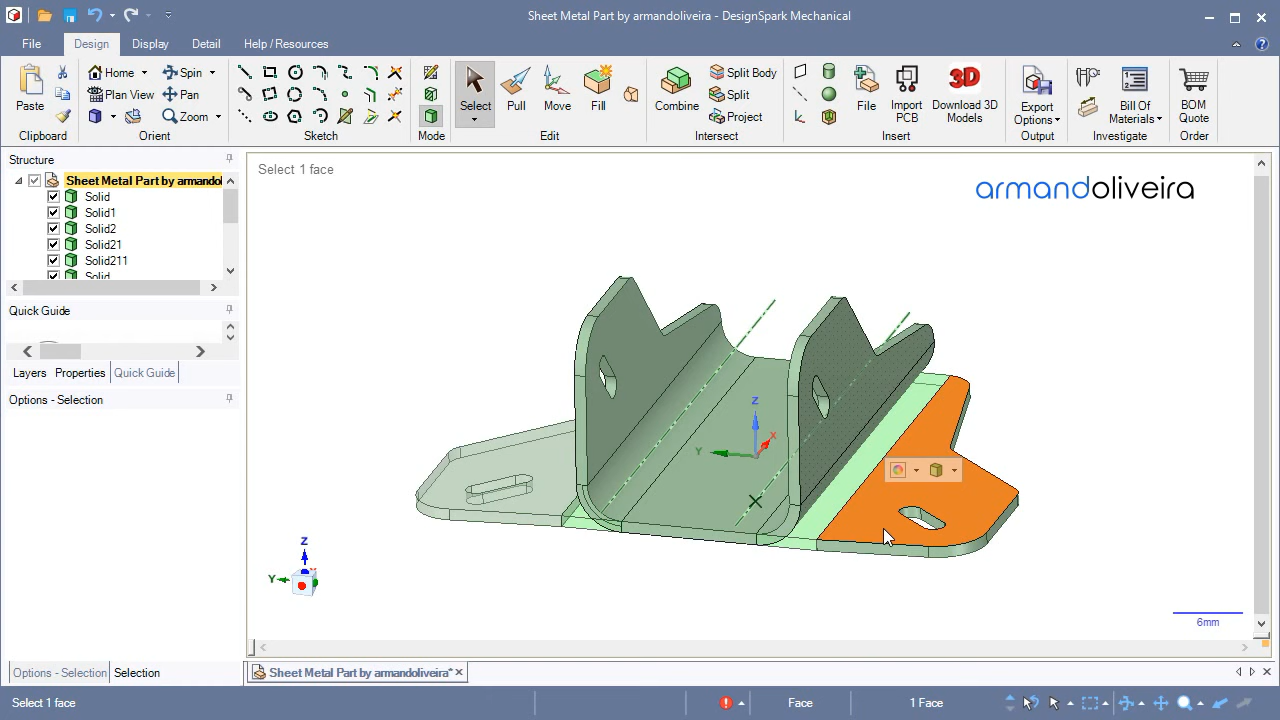 Sheet Metal Part by armandoliveira - DesignSpark Mechanical
File Design Display Detail Help / Resources
Paste
Clipboard
Home Spin
Plan View Pan
Zoom
Orient
Sketch
Mode
Select Pull Move Fill
Edit
Combine
Split Body
Split
Project
Intersect
File
Import PCB
3D
Download 3D Models
Insert
Export Options
Output
Bill Of Materials
Investigate
BOM Quote
Order
Structure
Sheet Metal Part by armandol
Solid
Solid1
Solid2
Solid21
Solid211
Solid
Quick Guide
Layers Properties Quick Guide
Options - Selection
Options - Selection Selection
Select 1 face
armandoliveira
Z
X
Y
Z
Y
X
6mm
Sheet Metal Part by armandoliveira*
Select 1 face Face 1 Face